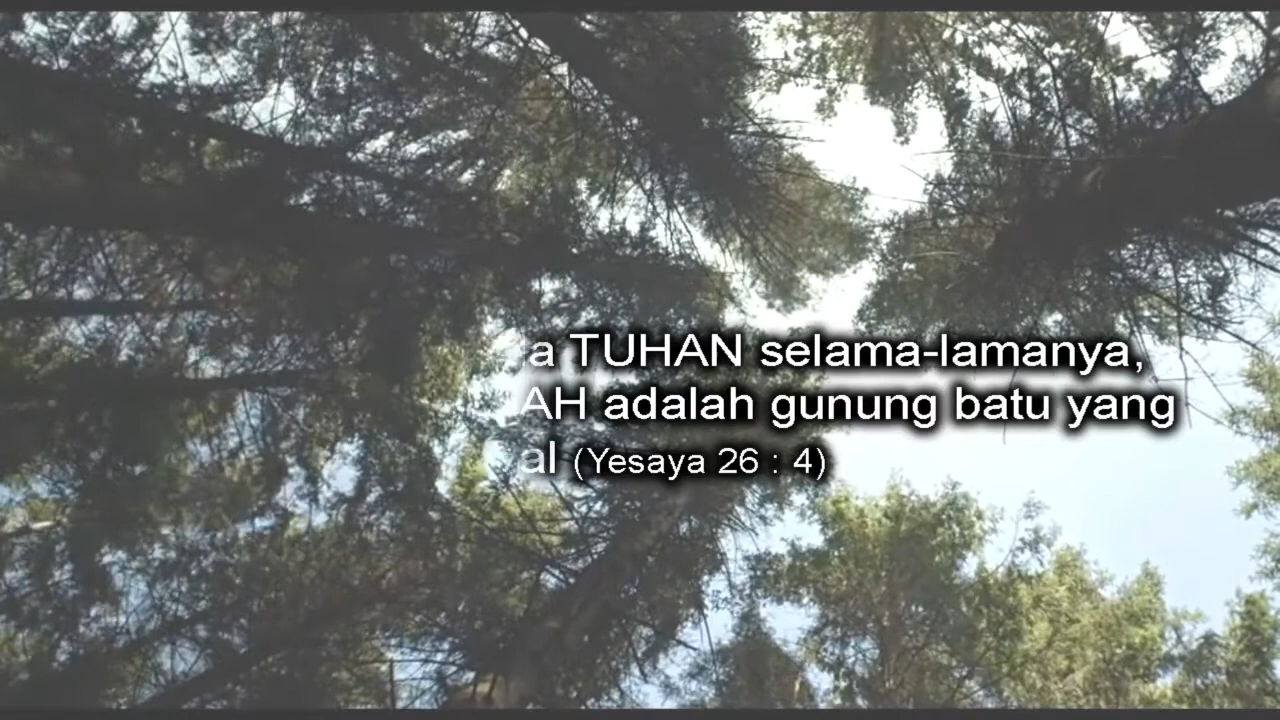 a TUHAN selama-lamanya,
AH adalah gunung batu yang
al (Yesaya 26 : 4)